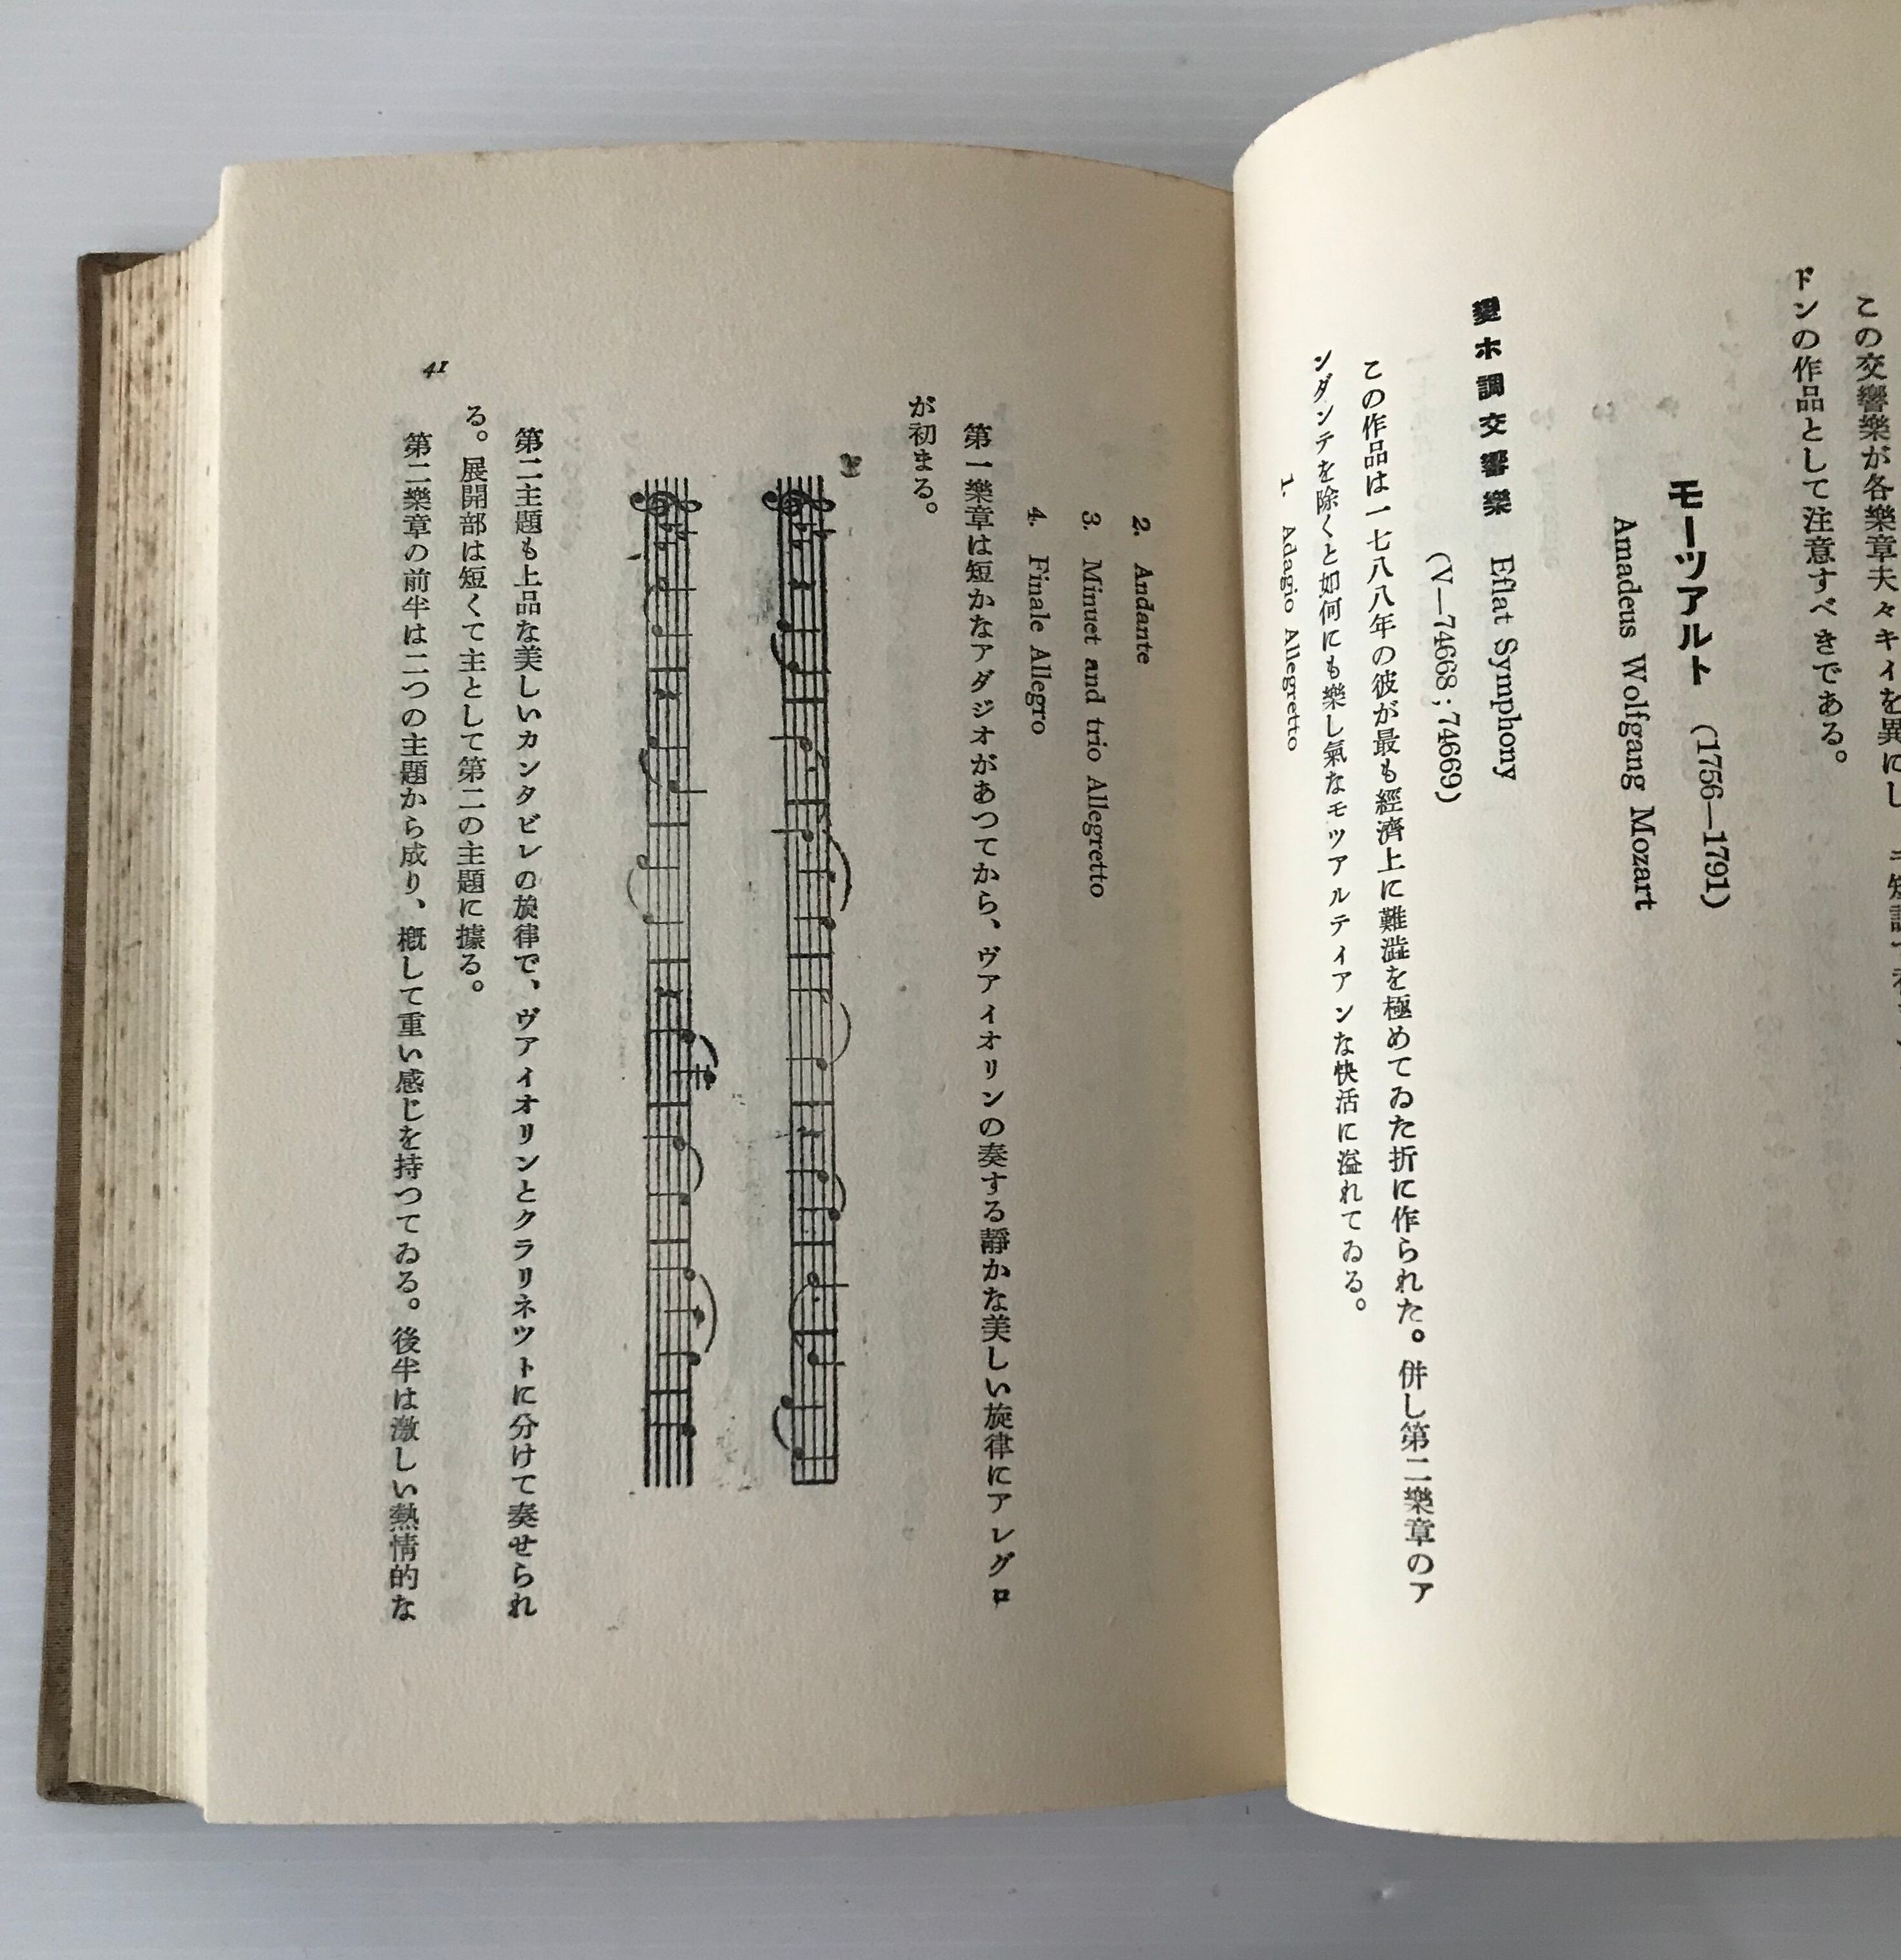 この交響樂が各樂章夫々キイを異にし
ドンの作品として注意すべきである。
モーツアルト (1756—1791)
Amadeus Wolfgang Mozart
變ホ調交響樂 Eflat Symphony
(V—74668 ; 74669)
この作品は一七八八年の彼が最も經濟上に難澁を極めてゐた折に作られた。併し第二樂章のア
ンダンテを除くと如何にも樂し氣なモツアルティアンな快活に溢れてゐる。
1. Adagio Allegretto
2. Andante
3. Minuet and trio Allegretto
4. Finale Allegro
第一樂章は短かなアダジオがあつてから、ヴアイオリンの奏する靜かな美しい旋律にアレグロ
が初まる。
第二主題も上品な美しいカンタビレの旋律で、ヴアイオリンとクラリネツトに分けて奏せられ
る。展開部は短くて主として第二の主題に據る。
第二樂章の前半は二つの主題から成り、槪して重い感じを持つてゐる。後半は激しい熱情的な
41